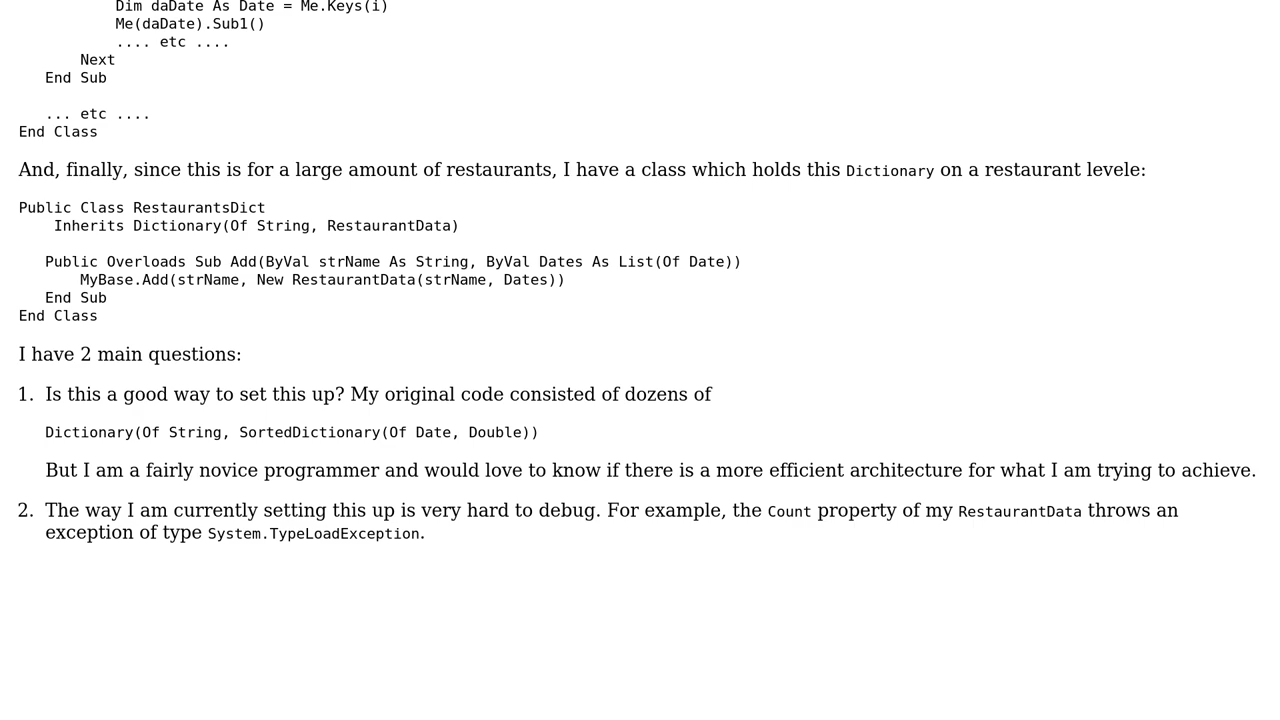 Dim daDate As Date = Me.Keys(i)
Me(daDate).Sub1()
.... etc ....
Next
End Sub
... etc ....
End Class
And, finally, since this is for a large amount of restaurants, I have a class which holds this Dictionary on a restaurant levele:
Public Class RestaurantsDict
Inherits Dictionary(Of String, RestaurantData)
Public Overloads Sub Add(ByVal strName As String, ByVal Dates As List(Of Date))
MyBase.Add(strName, New RestaurantData(strName, Dates))
End Sub
End Class
I have 2 main questions:
1. Is this a good way to set this up? My original code consisted of dozens of
Dictionary(Of String, SortedDictionary(Of Date, Double))
But I am a fairly novice programmer and would love to know if there is a more efficient architecture for what I am trying to achieve.
2. The way I am currently setting this up is very hard to debug. For example, the Count property of my RestaurantData throws an
exception of type System.TypeLoadException.